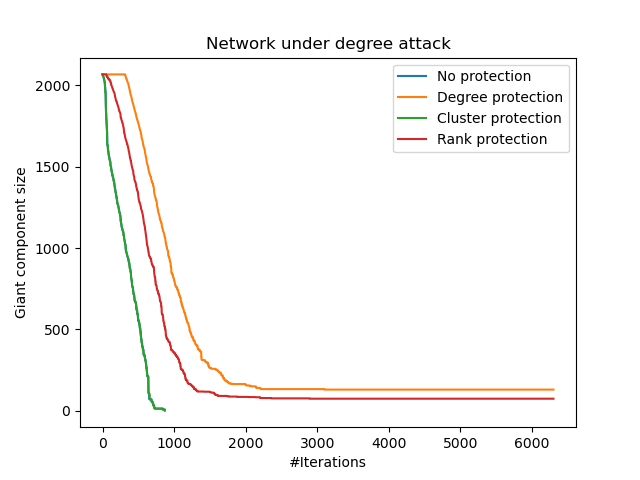 Network under degree attack
No protection
Degree protection
Cluster protection
Rank protection
Giant component size
2000
1500
1000
500
0
0 1000 2000 3000 4000 5000 6000
#Iterations